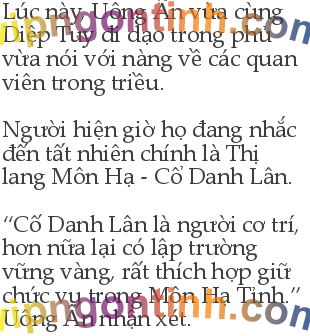 Lúc này, Uông Ấn vừa cùng
Diệp Tuy đi dạo trong phủ
vừa nói với nàng về các quan
viên trong triều.
Người hiện giờ họ đang nhắc
đến tất nhiên chính là Thị
lang Môn Hạ - Cổ Danh Lân.
“Cố Danh Lân là người cơ trí,
hơn nữa lại có lập trường
vững vàng, rất thích hợp giữ
chức vụ trong Môn Hạ Tỉnh.”
Uông Ấn nhận xét.